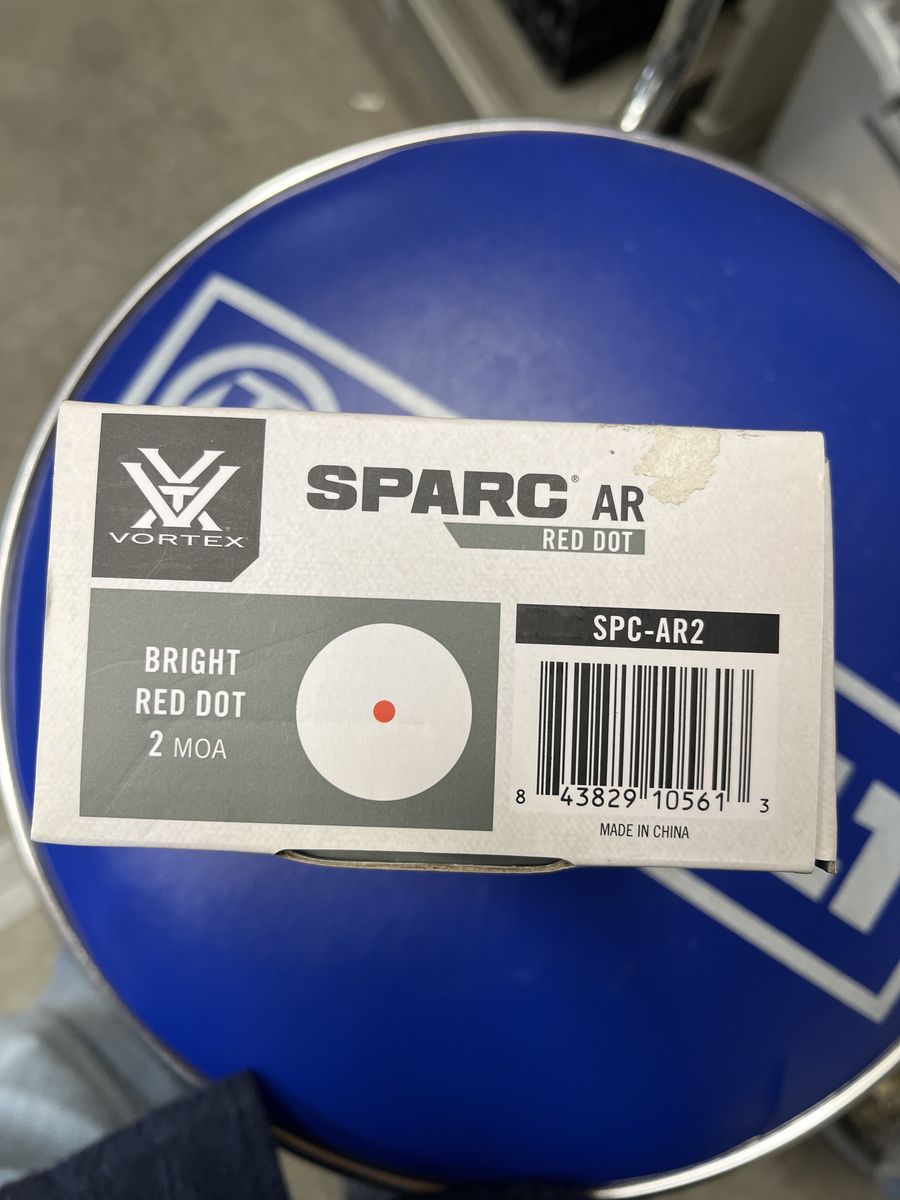 VORTEX
SPARC® AR
RED DOT
BRIGHT
RED DOT
2 MOA
SPC-AR2
8 43829 10561 3
MADE IN CHINA